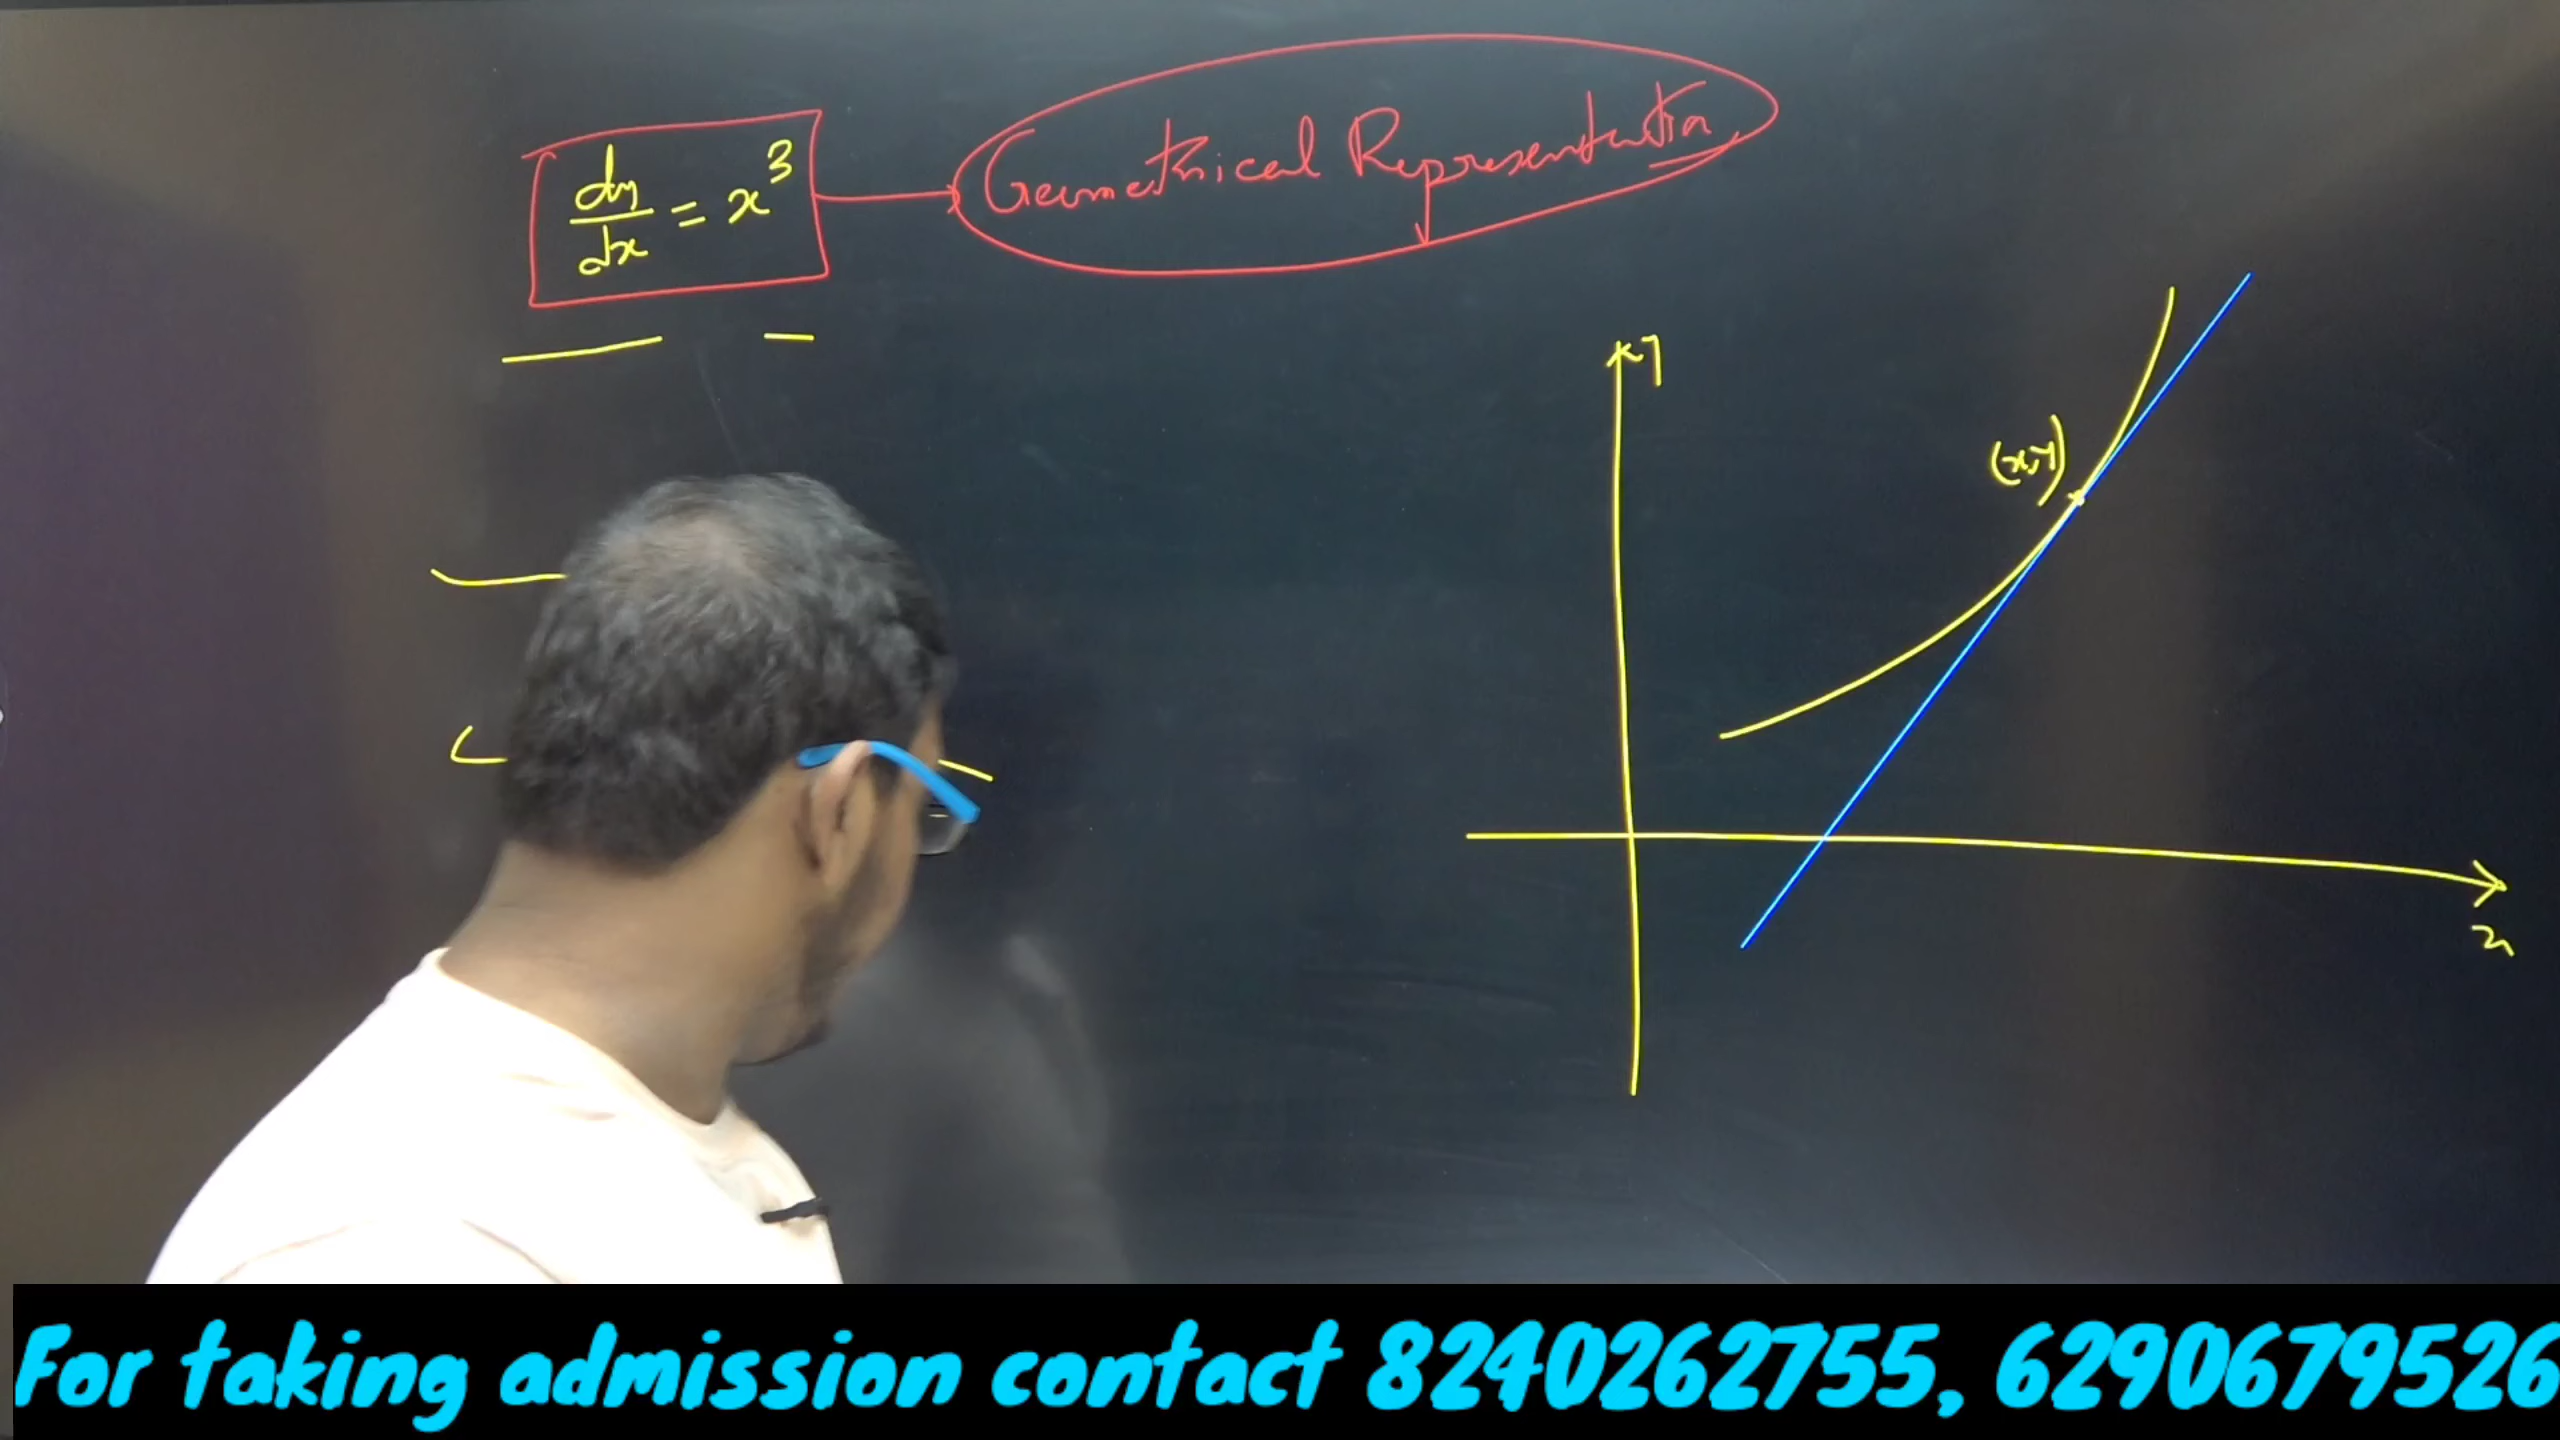 dy/dx = x³
Geometrical Representation
y
(x,y)
x
For taking admission contact 8240262755, 6290679526